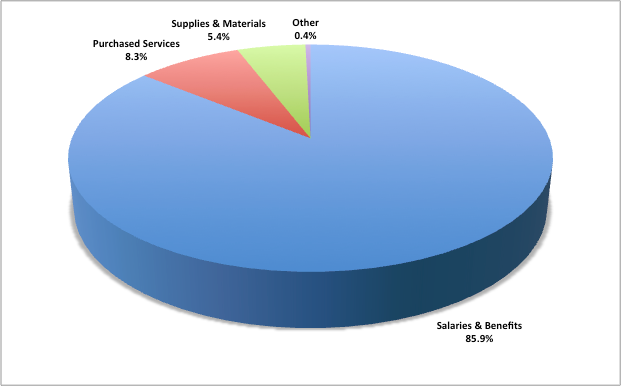 Supplies & Materials
5.4%
Other
0.4%
Purchased Services
8.3%
Salaries & Benefits
85.9%